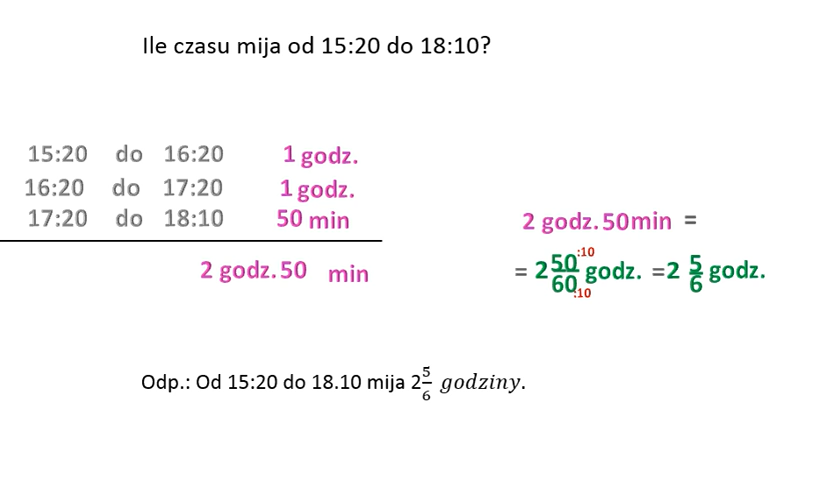 Ile czasu mija od 15:20 do 18:10?
15:20 do 16:20 1 godz.
16:20 do 17:20 1 godz.
17:20 do 18:10 50 min
2 godz. 50 min
2 godz. 50min =
= 2 50/60 :10 :10 godz. = 2 5/6 godz.
Odp.: Od 15:20 do 18.10 mija 2 5/6 godziny.